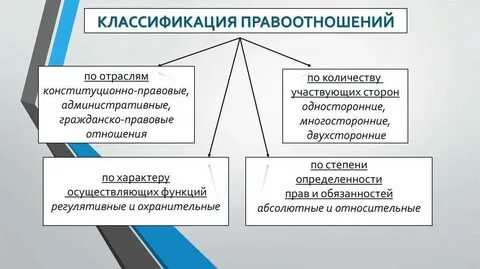 КЛАССИФИКАЦИЯ ПРАВООТНОШЕНИЙ
по отраслям
конституционно-правовые,
административные,
гражданско-правовые
отношения
по количеству
участвующих сторон
односторонние,
многосторонние,
двухсторонние
по характеру
осуществляющих функций
регулятивные и охранительные
по степени
определенности
прав и обязанностей
абсолютные и относительные